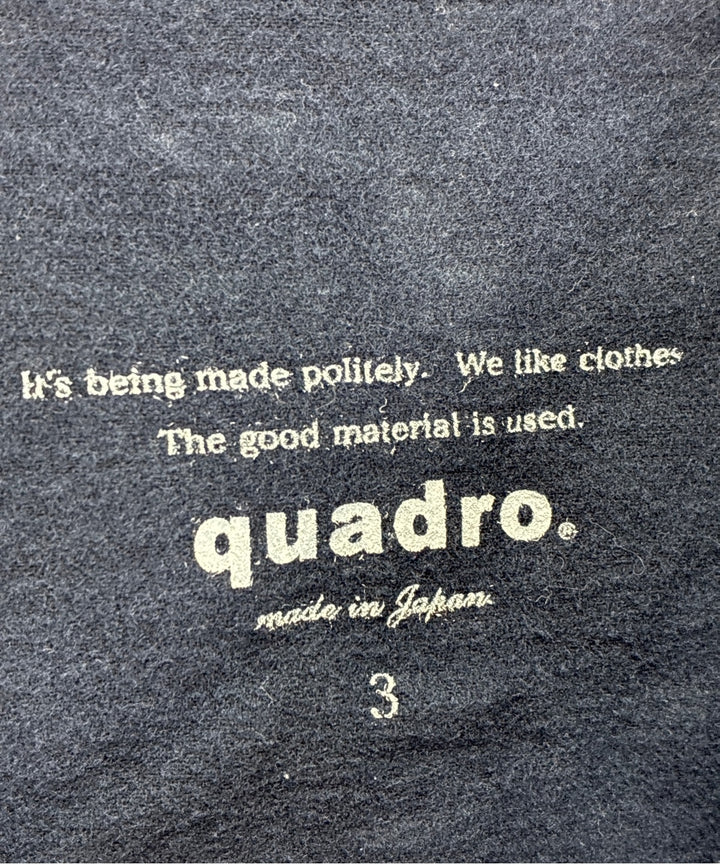 It's being made politely. We like clothes
The good material is used.
quadro.®
made in Japan.
3